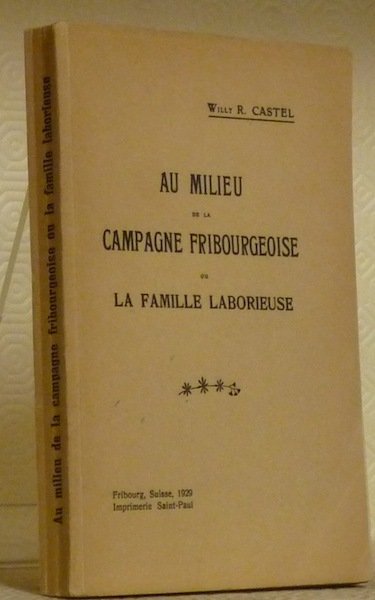 Willy R. CASTEL
AU MILIEU
DE LA
CAMPAGNE FRIBOURGEOISE
OU
LA FAMILLE LABORIEUSE
Fribourg, Suisse, 1929
Imprimerie Saint-Paul
Au milieu de la campagne fribourgeoise ou la famille laborieuse